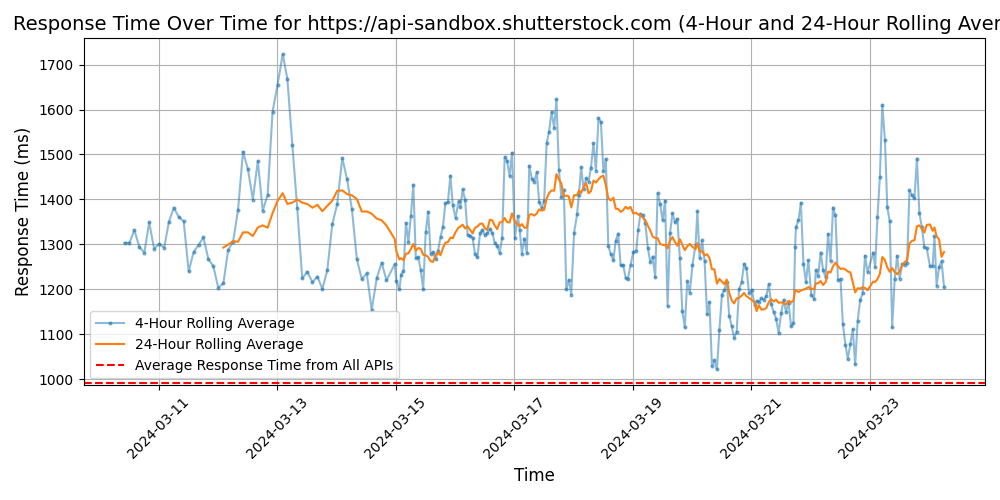 Response Time Over Time for https://api-sandbox.shutterstock.com (4-Hour and 24-Hour Rolling Aver
Response Time (ms)
1700
1600
1500
1400
1300
1200
1100
1000
4-Hour Rolling Average
24-Hour Rolling Average
Average Response Time from All APIs
2024-03-11
2024-03-13
2024-03-15
2024-03-17
2024-03-19
2024-03-21
2024-03-23
Time